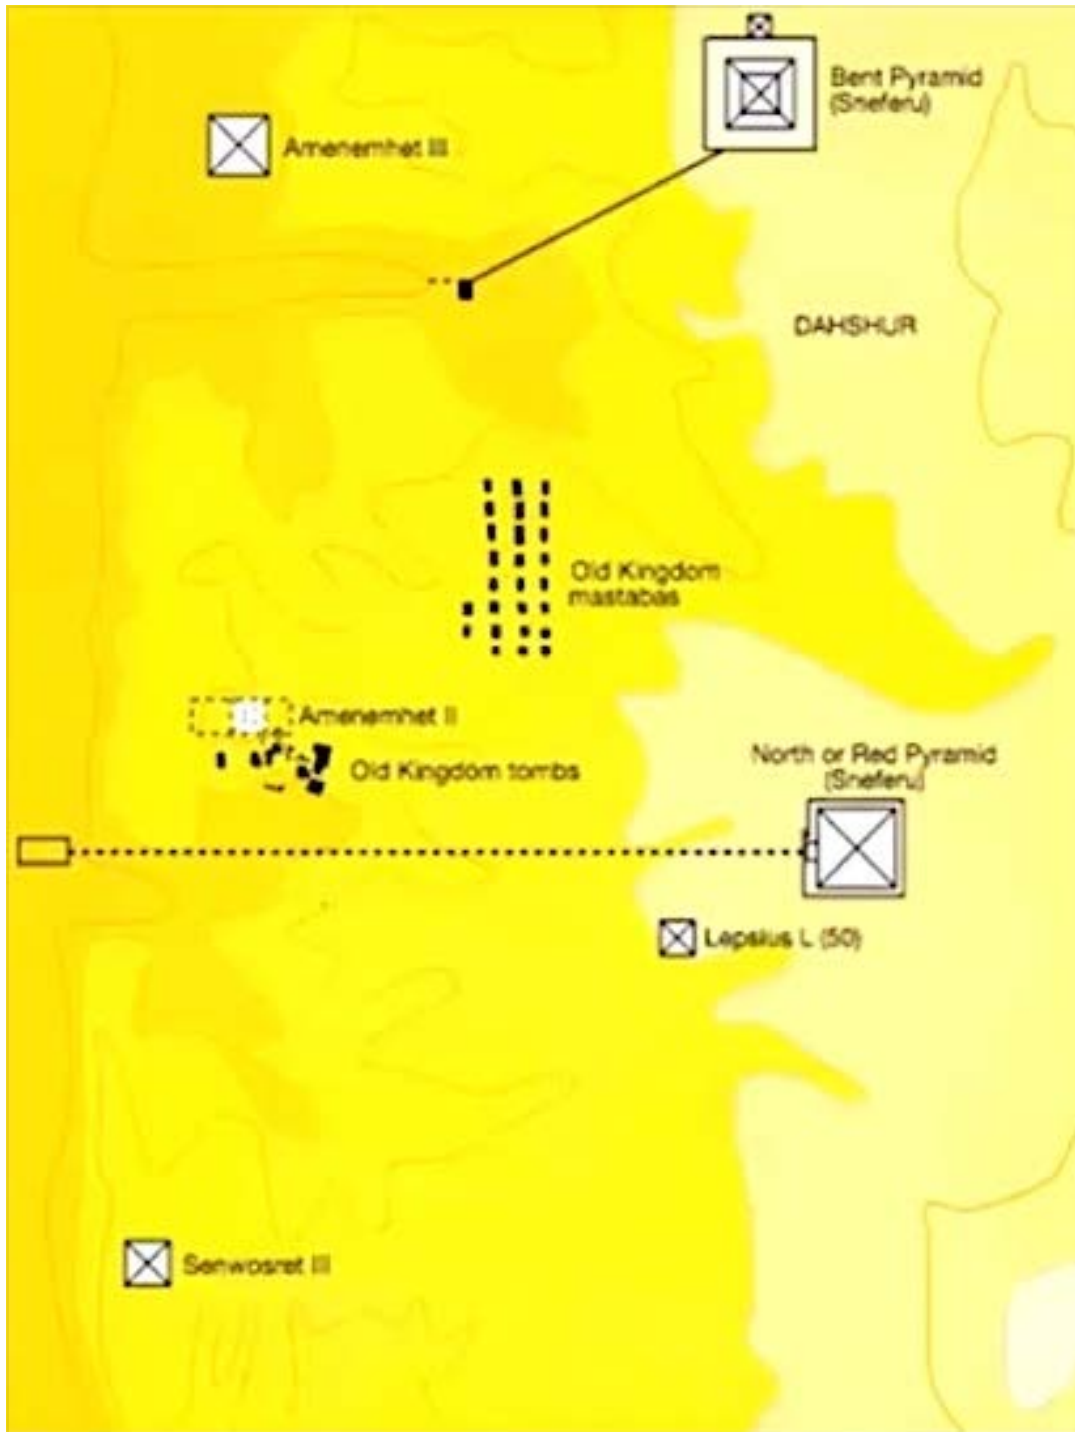 Bent Pyramid
(Sneferu)
Amenemhet III
DAHSHUR
Old Kingdom
mastabas
Amenemhet II
Old Kingdom tombs
North or Red Pyramid
(Sneferu)
Lepsius L (50)
Senwosret III